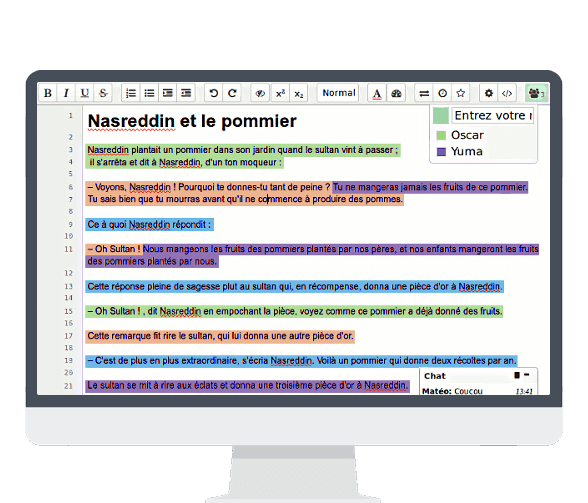 B I U S
x² x₂ Normal A </> 3
Nasreddin et le pommier
Entrez votre
Oscar
Yuma
1
2
3 Nasreddin plantait un pommier dans son jardin quand le sultan vint à passer ;
4 il s'arrêta et dit à Nasreddin, d'un ton moqueur :
5
6 – Voyons, Nasreddin ! Pourquoi te donnes-tu tant de peine ? Tu ne mangeras jamais les fruits de ce pommier.
7 Tu sais bien que tu mourras avant qu'il ne commence à produire des pommes.
8
9 Ce à quoi Nasreddin répondit :
10
11 – Oh Sultan ! Nous mangeons les fruits des pommiers plantés par nos pères, et nos enfants mangeront les fruits
des pommiers plantés par nous.
12
13 Cette réponse pleine de sagesse plut au sultan qui, en récompense, donna une pièce d'or à Nasreddin.
14
15 – Oh Sultan ! , dit Nasreddin en empochant la pièce, voyez comme ce pommier a déjà donné des fruits.
16
17 Cette remarque fit rire le sultan, qui lui donna une autre pièce d'or.
18
19 – C'est de plus en plus extraordinaire, s'écria Nasreddin. Voilà un pommier qui donne deux récoltes par an.
20
21 Le sultan se mit à rire aux éclats et donna une troisième pièce d'or à Nasreddin.
Chat
Matéo: Coucou 13:41